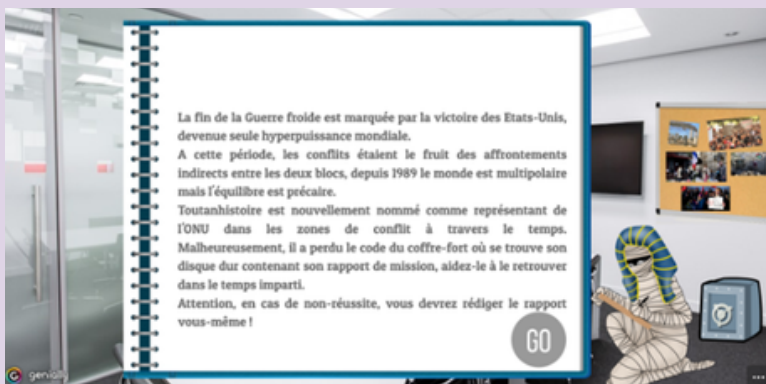 La fin de la Guerre froide est marquée par la victoire des Etats-Unis,
devenue seule hyperpuissance mondiale.
A cette période, les conflits étaient le fruit des affrontements
indirects entre les deux blocs, depuis 1989 le monde est multipolaire
mais l'équilibre est précaire.
Toutanhistoire est nouvellement nommé comme représentant de
l'ONU dans les zones de conflit à travers le temps.
Malheureusement, il a perdu le code du coffre-fort où se trouve son
disque dur contenant son rapport de mission, aidez-le à le retrouver
dans le temps imparti.
Attention, en cas de non-réussite, vous devrez rédiger le rapport
vous-même !
GO
genially